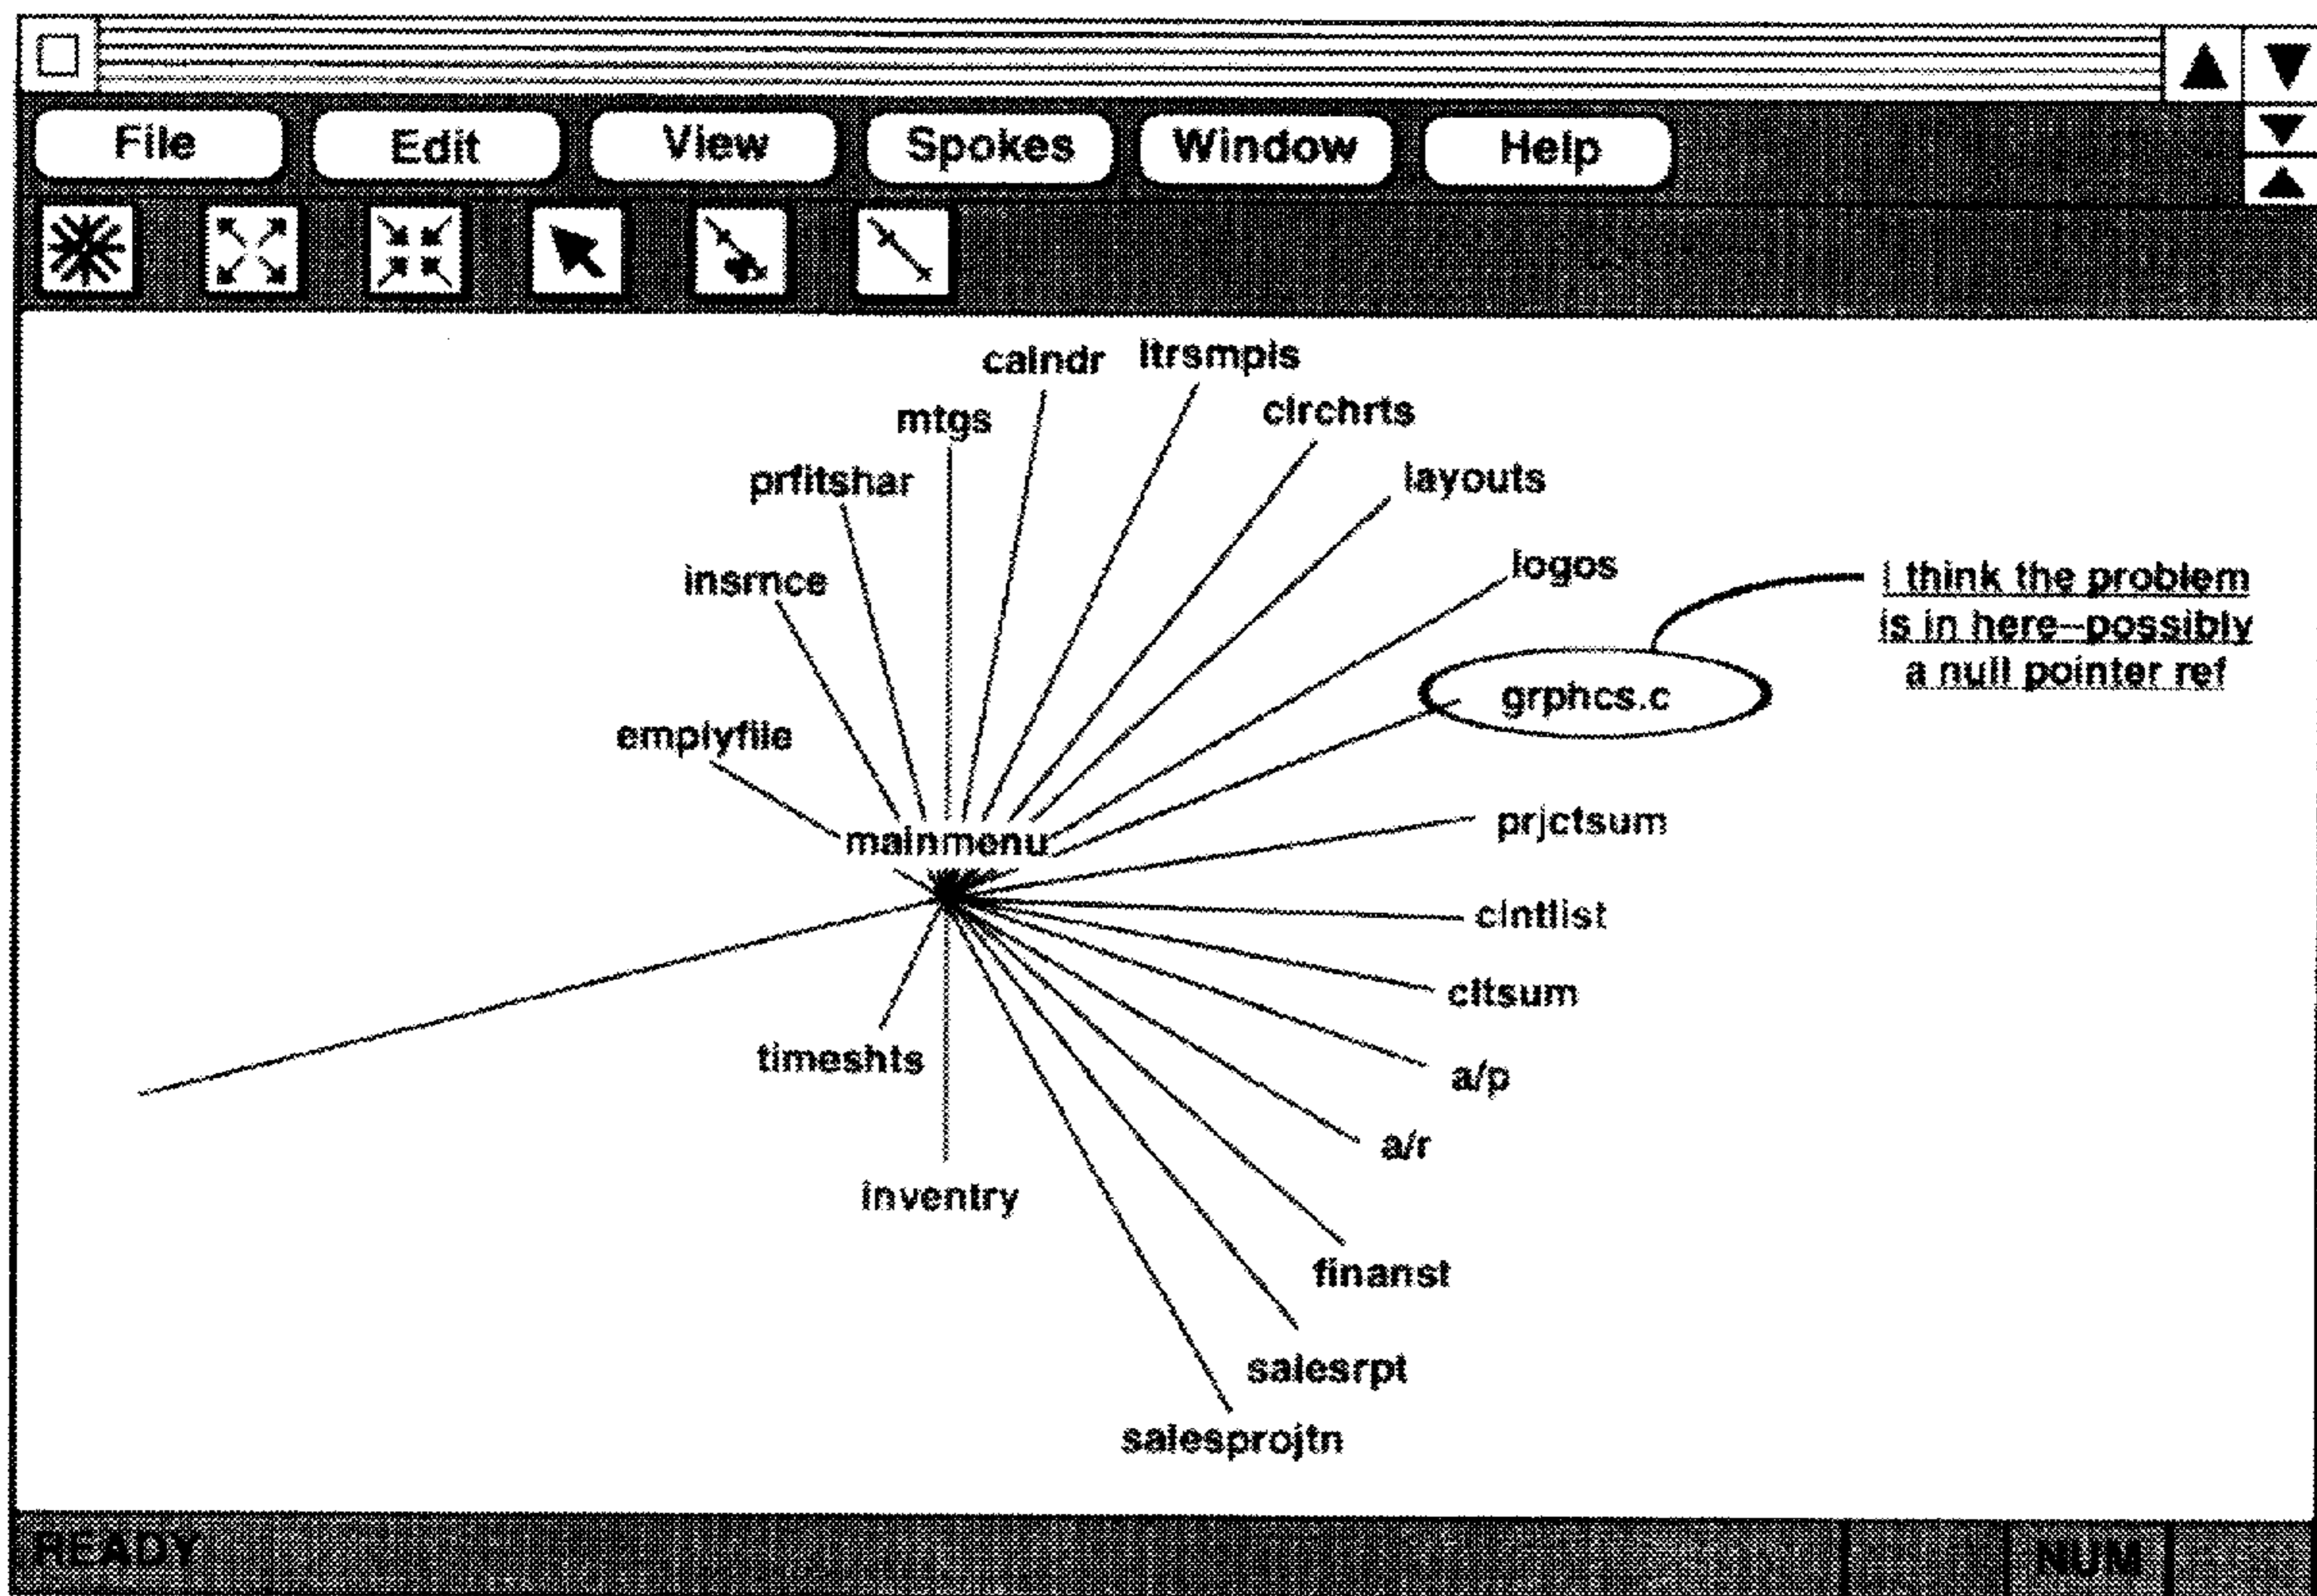 File Edit View Spokes Window Help
calndr
ltrsmpls
mtgs
clrchrts
prfitshar
layouts
insrnce
logos
I think the problem
is in here–possibly
a null pointer ref
grphcs.c
emplyfile
mainmenu
prjctsum
clntlist
cltsum
timeshts
a/p
a/r
inventry
finanst
salesrpt
salesprojtn
READY NUM